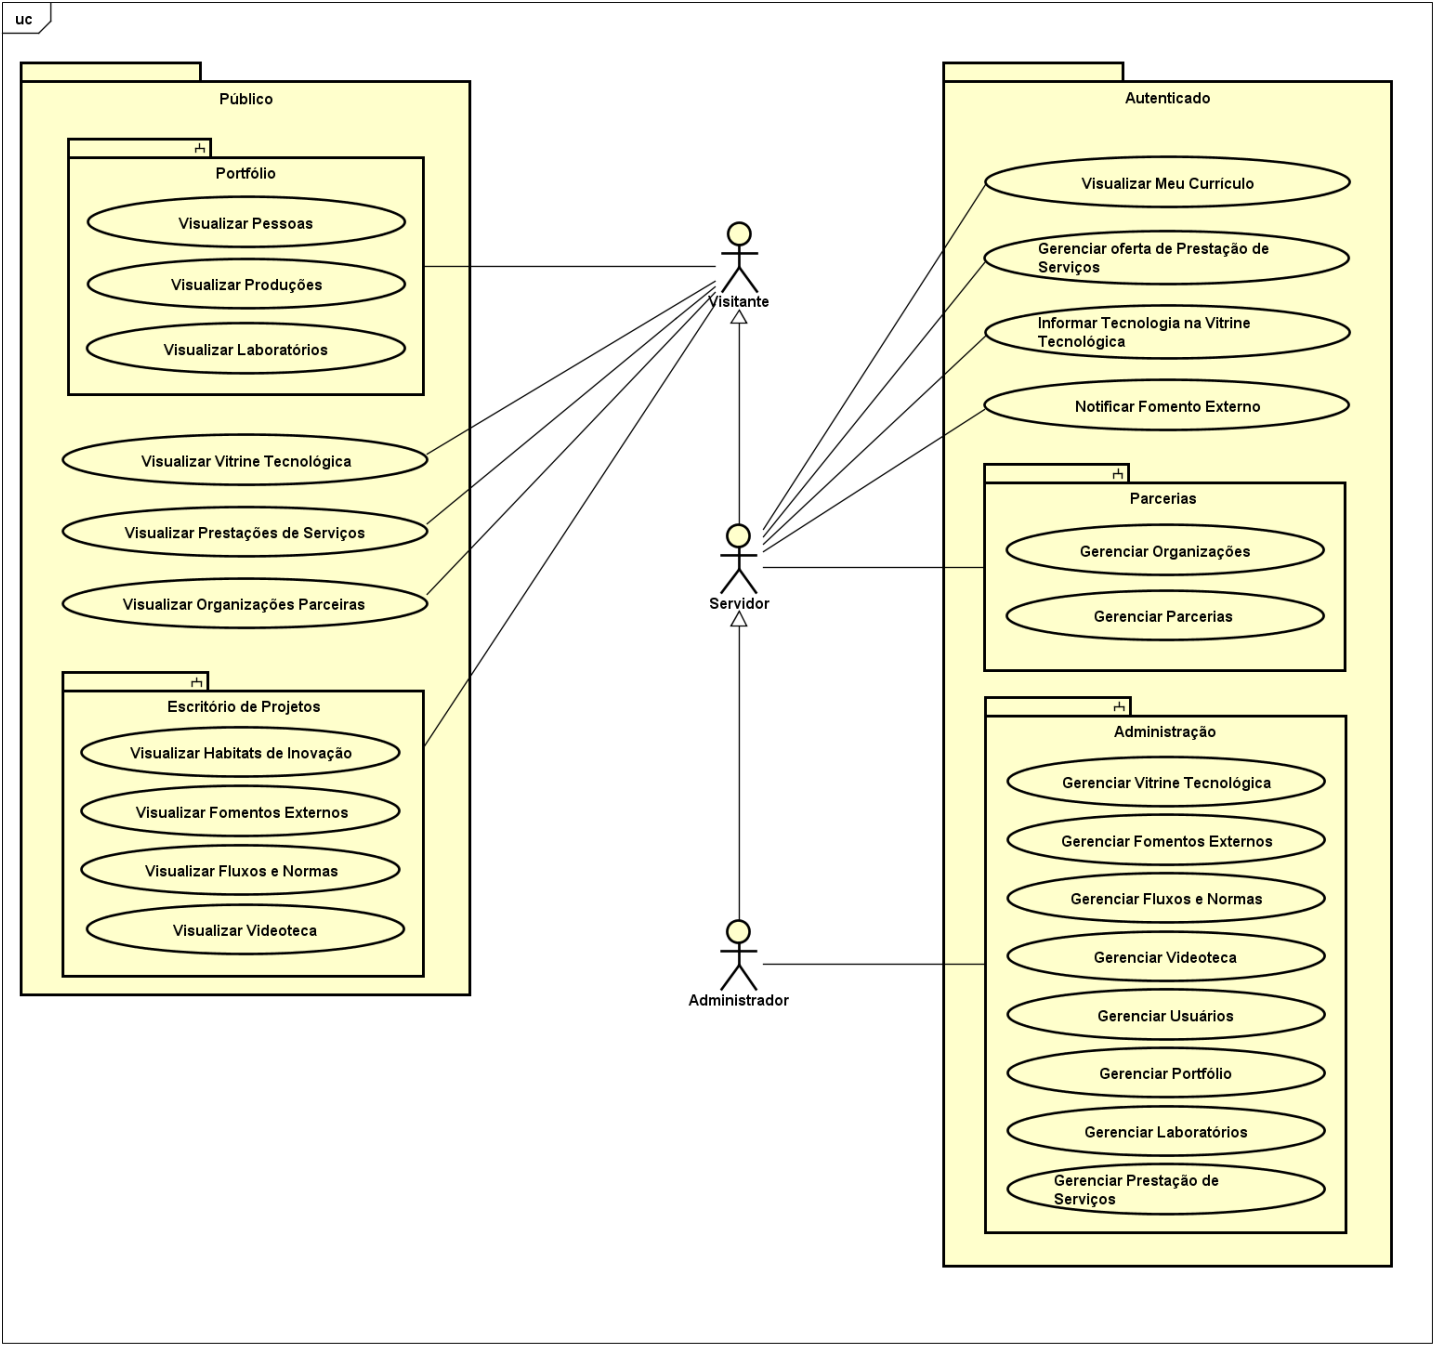 uc
Público
Portfólio
Visualizar Pessoas
Visualizar Produções
Visualizar Laboratórios
Visualizar Vitrine Tecnológica
Visualizar Prestações de Serviços
Visualizar Organizações Parceiras
Escritório de Projetos
Visualizar Habitats de Inovação
Visualizar Fomentos Externos
Visualizar Fluxos e Normas
Visualizar Videoteca
Visitante
Servidor
Administrador
Autenticado
Visualizar Meu Currículo
Gerenciar oferta de Prestação de
Serviços
Informar Tecnologia na Vitrine
Tecnológica
Notificar Fomento Externo
Parcerias
Gerenciar Organizações
Gerenciar Parcerias
Administração
Gerenciar Vitrine Tecnológica
Gerenciar Fomentos Externos
Gerenciar Fluxos e Normas
Gerenciar Videoteca
Gerenciar Usuários
Gerenciar Portfólio
Gerenciar Laboratórios
Gerenciar Prestação de
Serviços